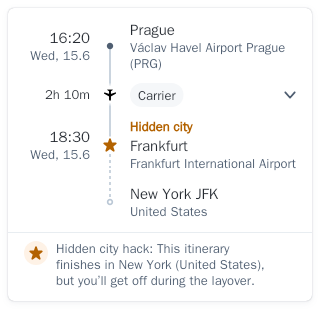 16:20
Wed, 15.6
Prague
Václav Havel Airport Prague
(PRG)
2h 10m
Carrier
18:30
Wed, 15.6
Hidden city
Frankfurt
Frankfurt International Airport
New York JFK
United States
Hidden city hack: This itinerary
finishes in New York (United States),
but you'll get off during the layover.